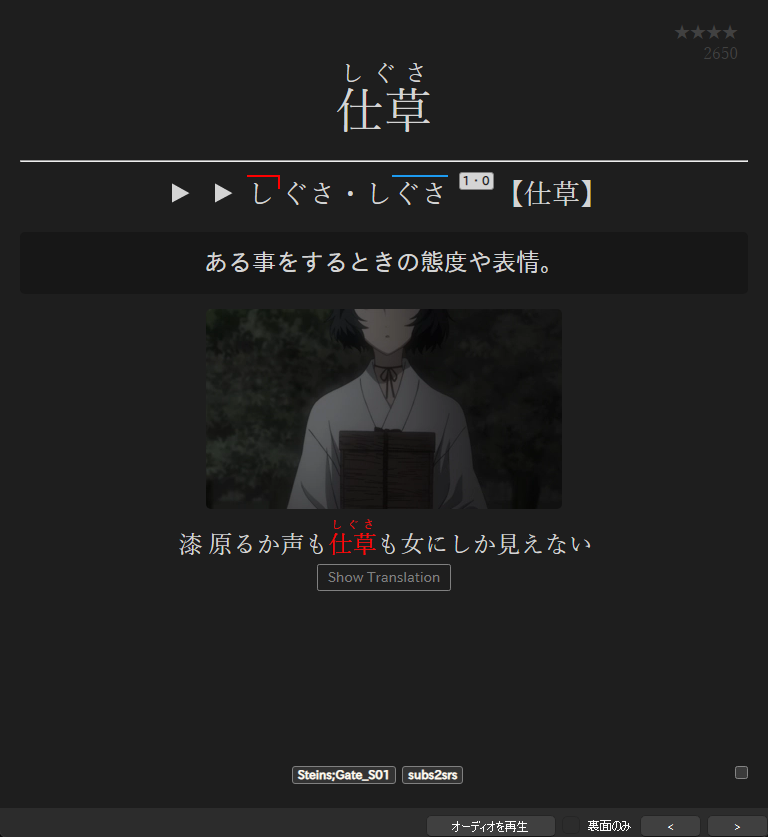 ★★★★
2650
しぐさ
仕草
▶ ▶ しぐさ・しぐさ 1・0 【仕草】
ある事をするときの態度や表情。
しぐさ
漆 原るか声も仕草も女にしか見えない
Show Translation
Steins;Gate_S01 subs2srs
オーディオを再生 裏面のみ < >